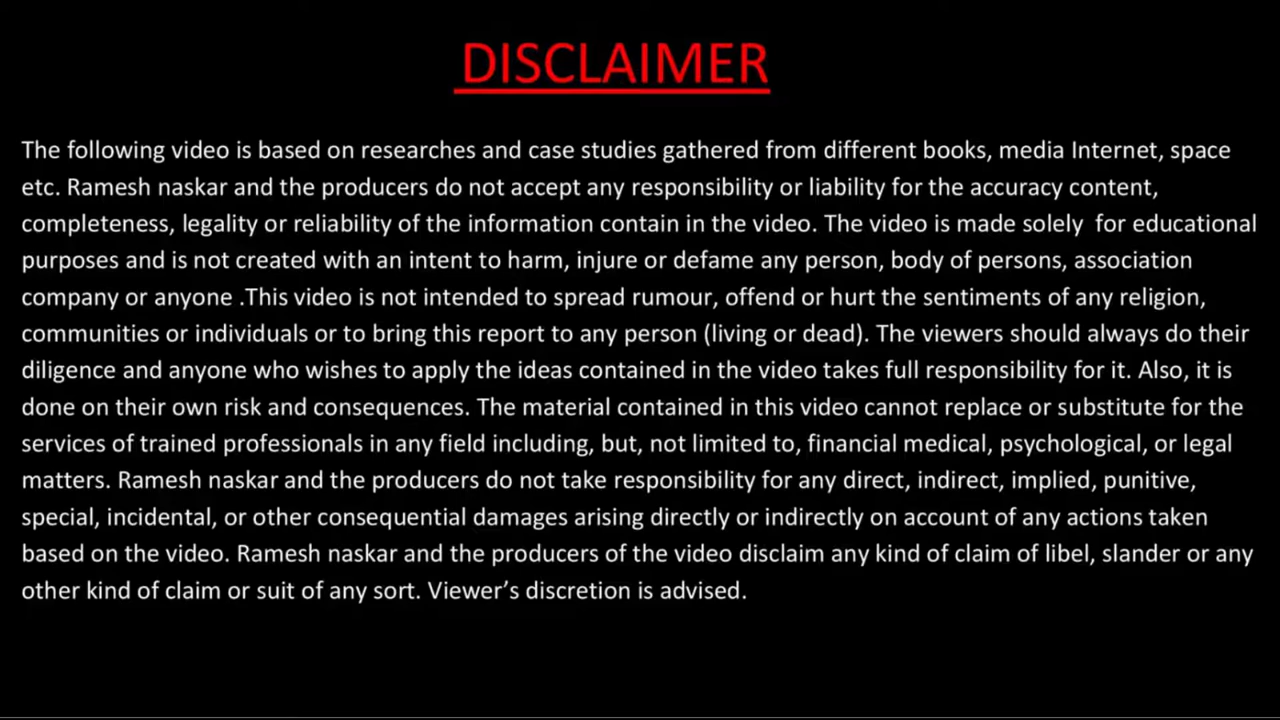 DISCLAIMER
The following video is based on researches and case studies gathered from different books, media Internet, space
etc. Ramesh naskar and the producers do not accept any responsibility or liability for the accuracy content,
completeness, legality or reliability of the information contain in the video. The video is made solely for educational
purposes and is not created with an intent to harm, injure or defame any person, body of persons, association
company or anyone .This video is not intended to spread rumour, offend or hurt the sentiments of any religion,
communities or individuals or to bring this report to any person (living or dead). The viewers should always do their
diligence and anyone who wishes to apply the ideas contained in the video takes full responsibility for it. Also, it is
done on their own risk and consequences. The material contained in this video cannot replace or substitute for the
services of trained professionals in any field including, but, not limited to, financial medical, psychological, or legal
matters. Ramesh naskar and the producers do not take responsibility for any direct, indirect, implied, punitive,
special, incidental, or other consequential damages arising directly or indirectly on account of any actions taken
based on the video. Ramesh naskar and the producers of the video disclaim any kind of claim of libel, slander or any
other kind of claim or suit of any sort. Viewer’s discretion is advised.